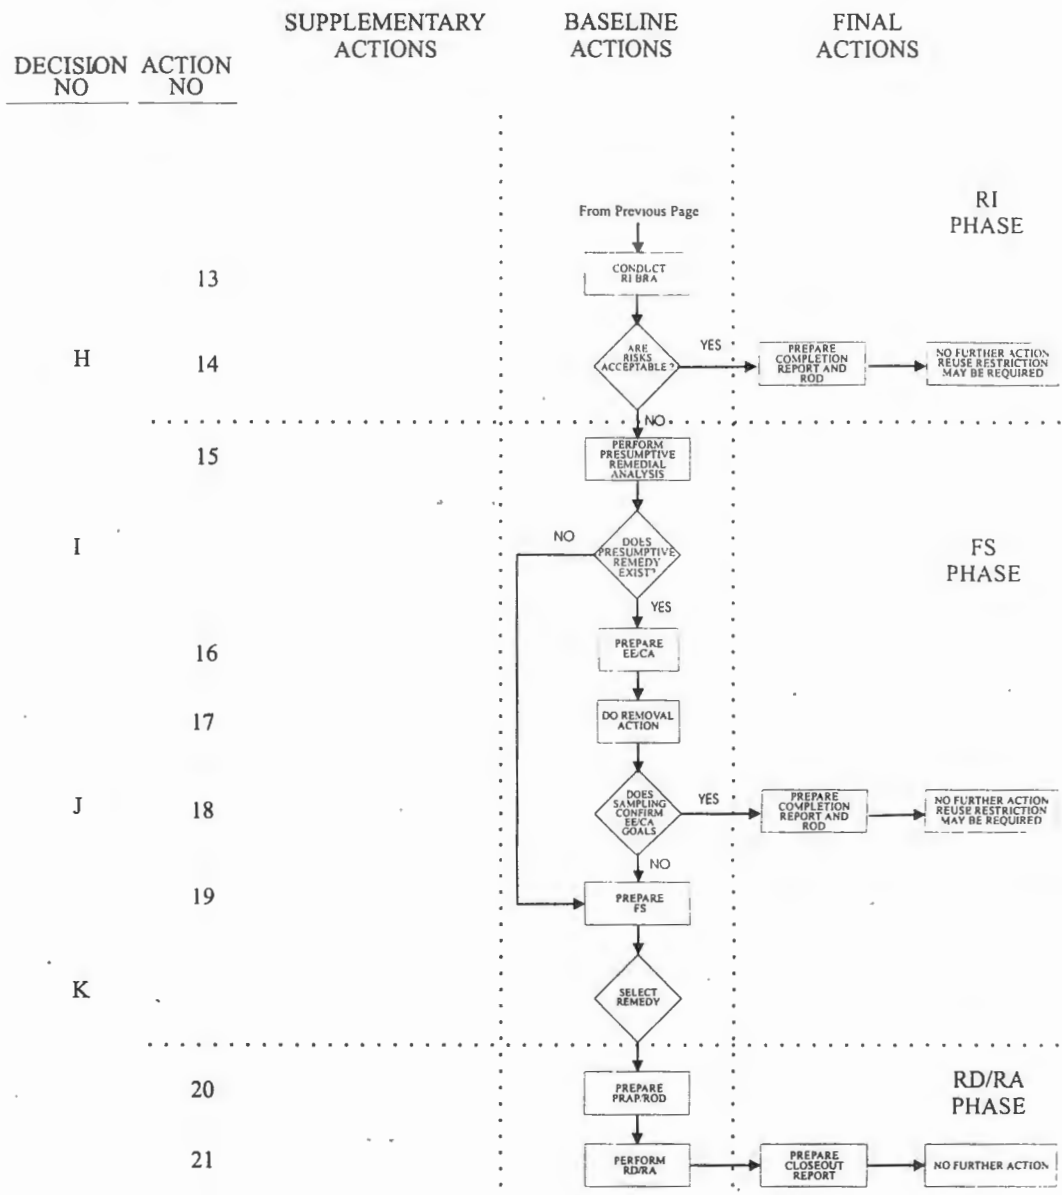 SUPPLEMENTARY
ACTIONS
BASELINE
ACTIONS
FINAL
ACTIONS
DECISION
NO
ACTION
NO
RI
PHASE
From Previous Page
13
CONDUCT
RI BRA
H
14
ARE
RISKS
ACCEPTABLE?
YES
PREPARE
COMPLETION
REPORT AND
ROD
NO FURTHER ACTION
REUSE RESTRICTION
MAY BE REQUIRED
NO
15
PERFORM
PRESUMPTIVE
REMEDIAL
ANALYSIS
I
NO
DOES
PRESUMPTIVE
REMEDY
EXIST?
FS
PHASE
YES
16
PREPARE
EE/CA
17
DO REMOVAL
ACTION
J
18
DOES
SAMPLING
CONFIRM
EE/CA
GOALS
YES
PREPARE
COMPLETION
REPORT AND
ROD
NO FURTHER ACTION
REUSE RESTRICTION
MAY BE REQUIRED
NO
19
PREPARE
FS
K
SELECT
REMEDY
20
PREPARE
PRAP/ROD
RD/RA
PHASE
21
PERFORM
RD/RA
PREPARE
CLOSEOUT
REPORT
NO FURTHER ACTION